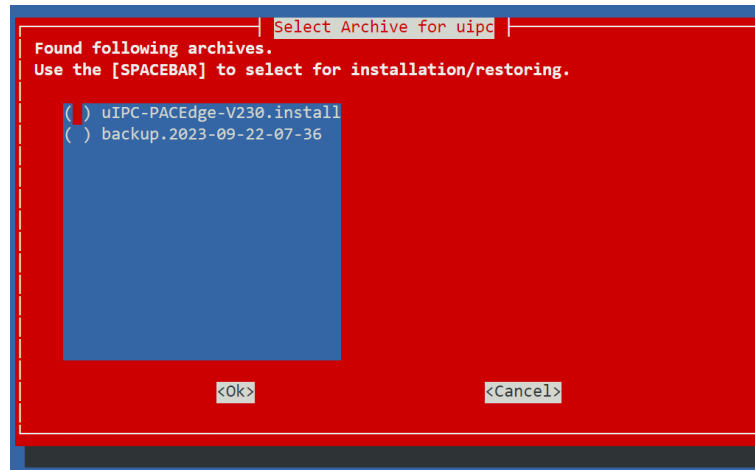 Select Archive for uipc
Found following archives.
Use the [SPACEBAR] to select for installation/restoring.
( ) uIPC-PACEdge-V230.install
( ) backup.2023-09-22-07-36
<Ok> <Cancel>